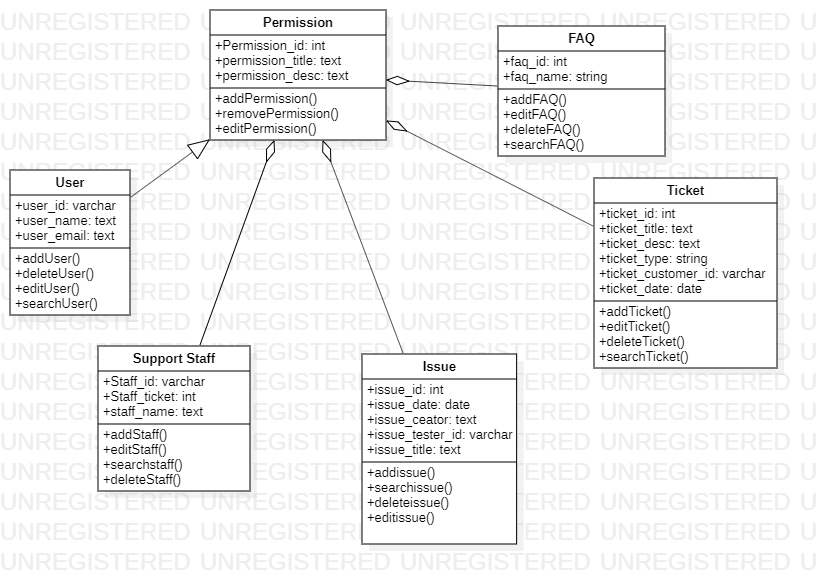 Permission
+Permission_id: int
+permission_title: text
+permission_desc: text
+addPermission()
+removePermission()
+editPermission()
FAQ
+faq_id: int
+faq_name: string
+addFAQ()
+editFAQ()
+deleteFAQ()
+searchFAQ()
User
+user_id: varchar
+user_name: text
+user_email: text
+addUser()
+deleteUser()
+editUser()
+searchUser()
Ticket
+ticket_id: int
+ticket_title: text
+ticket_desc: text
+ticket_type: string
+ticket_customer_id: varchar
+ticket_date: date
+addTicket()
+editTicket()
+deleteTicket()
+searchTicket()
Support Staff
+Staff_id: varchar
+Staff_ticket: int
+staff_name: text
+addStaff()
+editStaff()
+searchstaff()
+deleteStaff()
Issue
+issue_id: int
+issue_date: date
+issue_ceator: text
+issue_tester_id: varchar
+issue_title: text
+addissue()
+searchissue()
+deleteissue()
+editissue()
UNREGISTERED